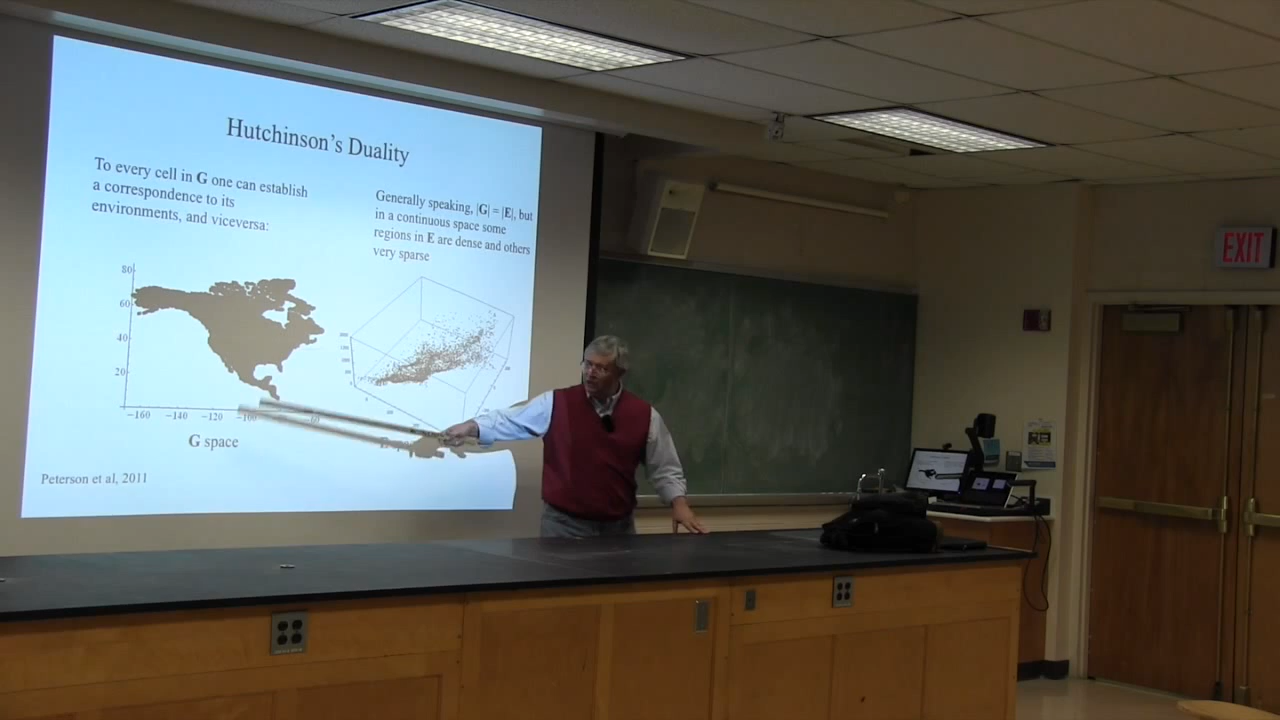 Hutchinson's Duality
To every cell in G one can establish
a correspondence to its
environments, and viceversa:
Generally speaking, |G| = |E|, but
in a continuous space some
regions in E are dense and others
very sparse
80
60
40
20
−160
−140
−120
−100
G space
Peterson et al, 2011
EXIT